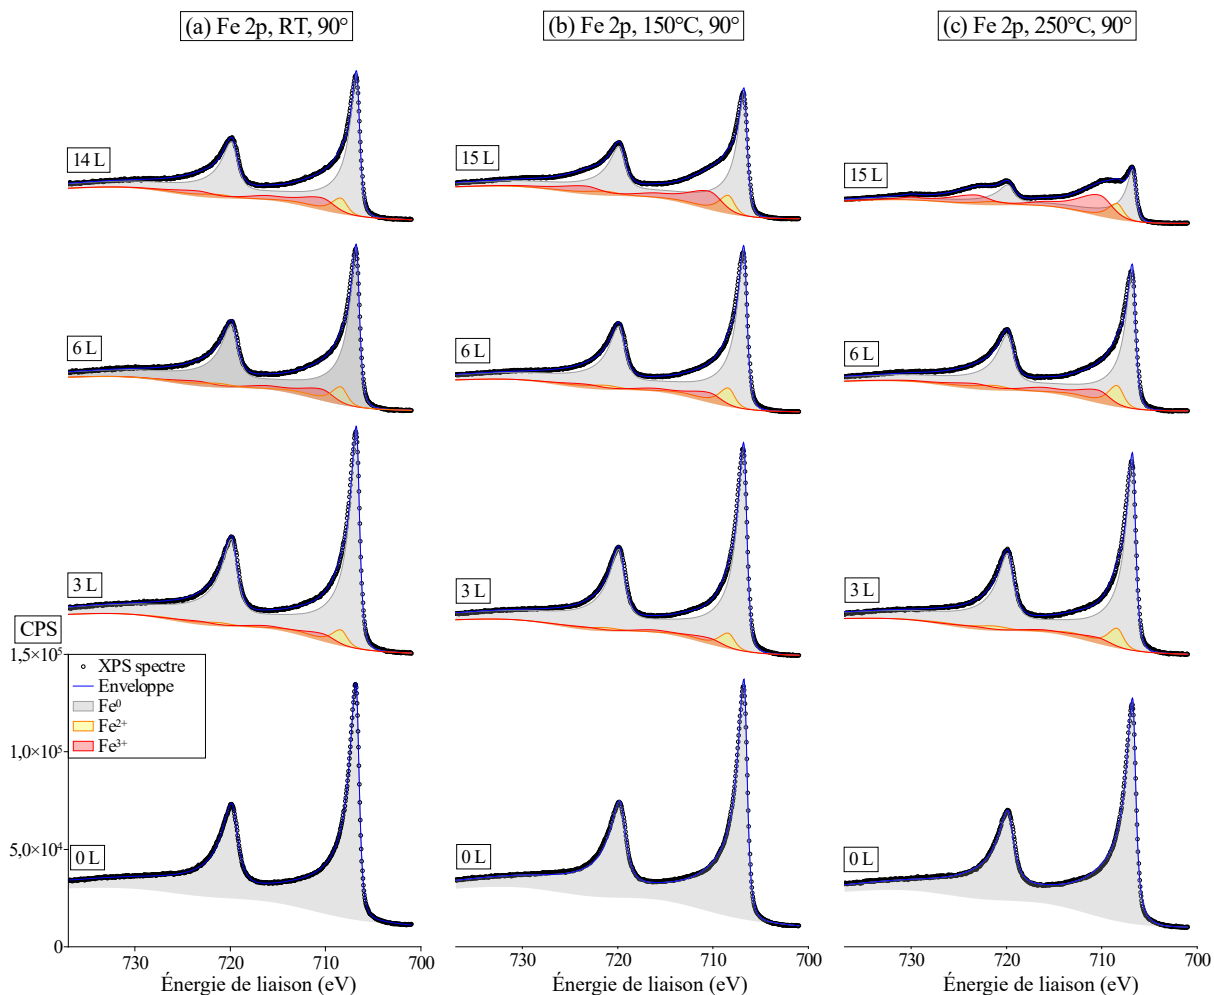 (a) Fe 2p, RT, 90°
(b) Fe 2p, 150°C, 90°
(c) Fe 2p, 250°C, 90°
14 L
15 L
15 L
6 L
6 L
6 L
3 L
3 L
3 L
CPS
1,5×10⁵
XPS spectre
Enveloppe
Fe⁰
Fe²⁺
Fe³⁺
1,0×10⁵
5,0×10⁴
0 L
0 L
0 L
0
730 720 710 700
730 720 710 700
730 720 710 700
Énergie de liaison (eV)
Énergie de liaison (eV)
Énergie de liaison (eV)